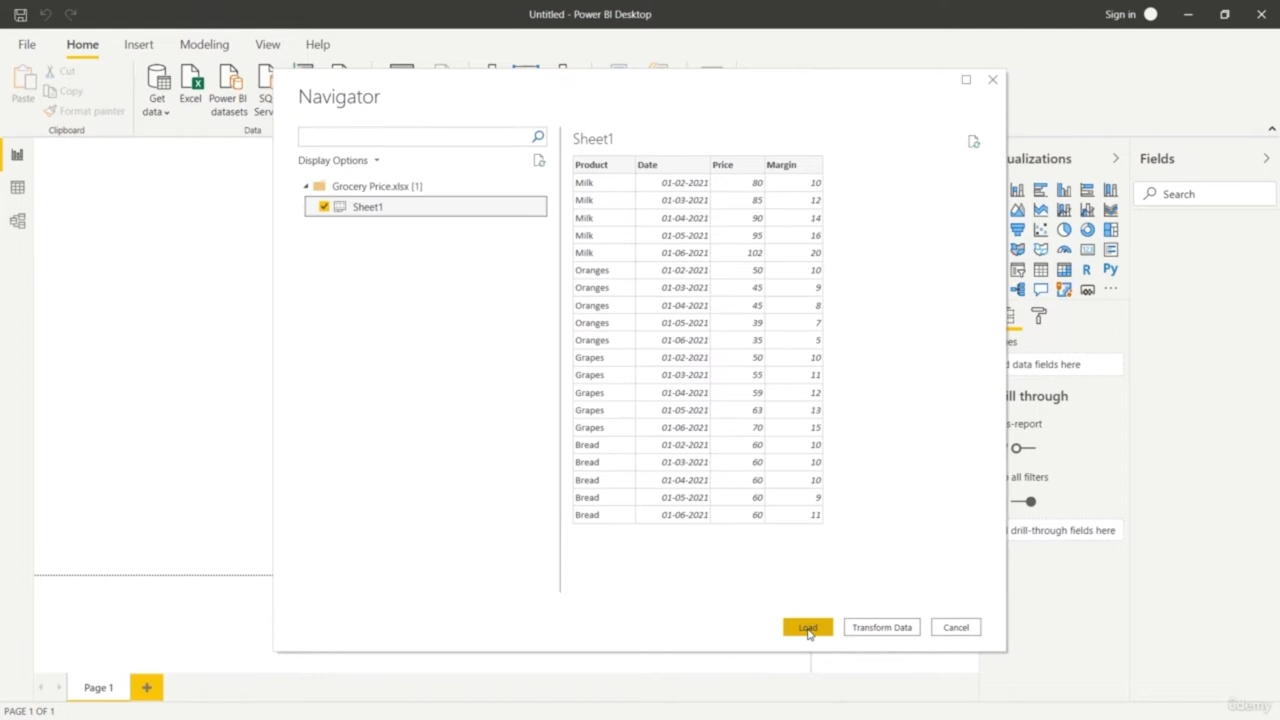 Untitled - Power BI Desktop
Sign in
File Home Insert Modeling View Help
Paste
Cut
Copy
Format painter
Clipboard
Get data
Excel
Power BI datasets
Data
Navigator
Display Options
Grocery Price.xlsx [1]
Sheet1
Sheet1
Product Date Price Margin
Milk 01-02-2021 80 10
Milk 01-03-2021 85 12
Milk 01-04-2021 90 14
Milk 01-05-2021 95 16
Milk 01-06-2021 102 20
Oranges 01-02-2021 50 10
Oranges 01-03-2021 45 9
Oranges 01-04-2021 45 8
Oranges 01-05-2021 39 7
Oranges 01-06-2021 35 5
Grapes 01-02-2021 50 10
Grapes 01-03-2021 55 11
Grapes 01-04-2021 59 12
Grapes 01-05-2021 63 13
Grapes 01-06-2021 70 15
Bread 01-02-2021 60 10
Bread 01-03-2021 60 10
Bread 01-04-2021 60 10
Bread 01-05-2021 60 9
Bread 01-06-2021 60 11
Load
Transform Data
Cancel
ualizations
Fields
Search
R Py
data fields here
ill through
s-report
all filters
drill-through fields here
Page 1
PAGE 1 OF 1
ûdemy